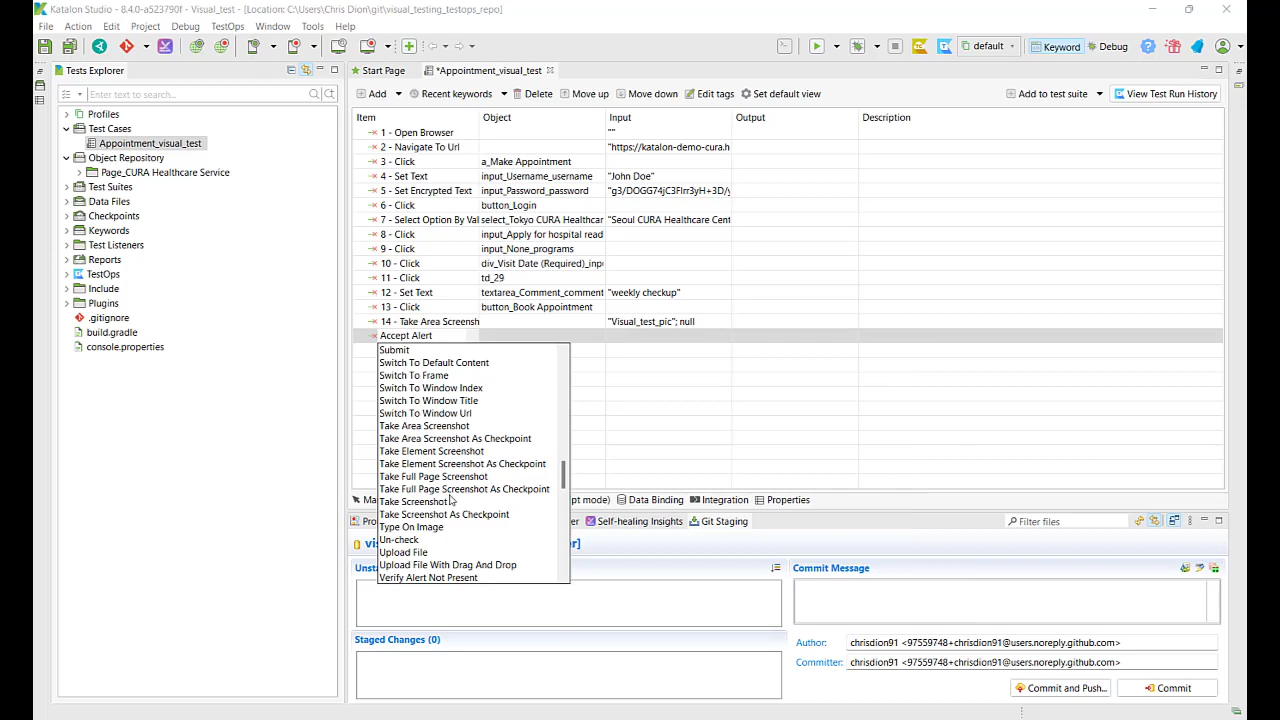 Katalon Studio - 8.4.0-a523790f - Visual_test - [Location: C:\Users\Chris Dion\git\visual_testing_testops_repo]
File Action Edit Project Debug TestOps Window Tools Help
default Keyword Debug
Tests Explorer
Start Page *Appointment_visual_test
Enter text to search...
Add Recent keywords Delete Move up Move down Edit tags Set default view Add to test suite View Test Run History
Profiles
Test Cases
Appointment_visual_test
Object Repository
Page_CURA Healthcare Service
Test Suites
Data Files
Checkpoints
Keywords
Test Listeners
Reports
TestOps
Include
Plugins
.gitignore
build.gradle
console.properties
Item Object Input Output Description
1 - Open Browser ""
2 - Navigate To Url "https://katalon-demo-cura.h
3 - Click a_Make Appointment
4 - Set Text input_Username_username "John Doe"
5 - Set Encrypted Text input_Password_password
6 - Click button_Login
7 - Select Option By Val select_Tokyo CURA Healthcar "Seoul CURA Healthcare Cent
8 - Click input_Apply for hospital read
9 - Click input_None_programs
10 - Click div_Visit Date (Required)_inp
11 - Click td_29
12 - Set Text textarea_Comment_comment "weekly checkup"
13 - Click button_Book Appointment
14 - Take Area Screensh "Visual_test_pic"; null
Accept Alert
Submit
Switch To Default Content
Switch To Frame
Switch To Window Index
Switch To Window Title
Switch To Window Url
Take Area Screenshot
Take Area Screenshot As Checkpoint
Take Element Screenshot
Take Element Screenshot As Checkpoint
Take Full Page Screenshot
Take Full Page Screenshot As Checkpoint
Take Screenshot
Take Screenshot As Checkpoint
Type On Image
Un-check
Upload File
Upload File With Drag And Drop
Verify Alert Not Present
Ma pt mode) Data Binding Integration Properties
Pro er Self-healing Insights Git Staging Filter files
vi ]
Unst Commit Message
Staged Changes (0)
Author: chrisdion91 <97559748+chrisdion91@users.noreply.github.com>
Committer: chrisdion91 <97559748+chrisdion91@users.noreply.github.com>
Commit and Push... Commit